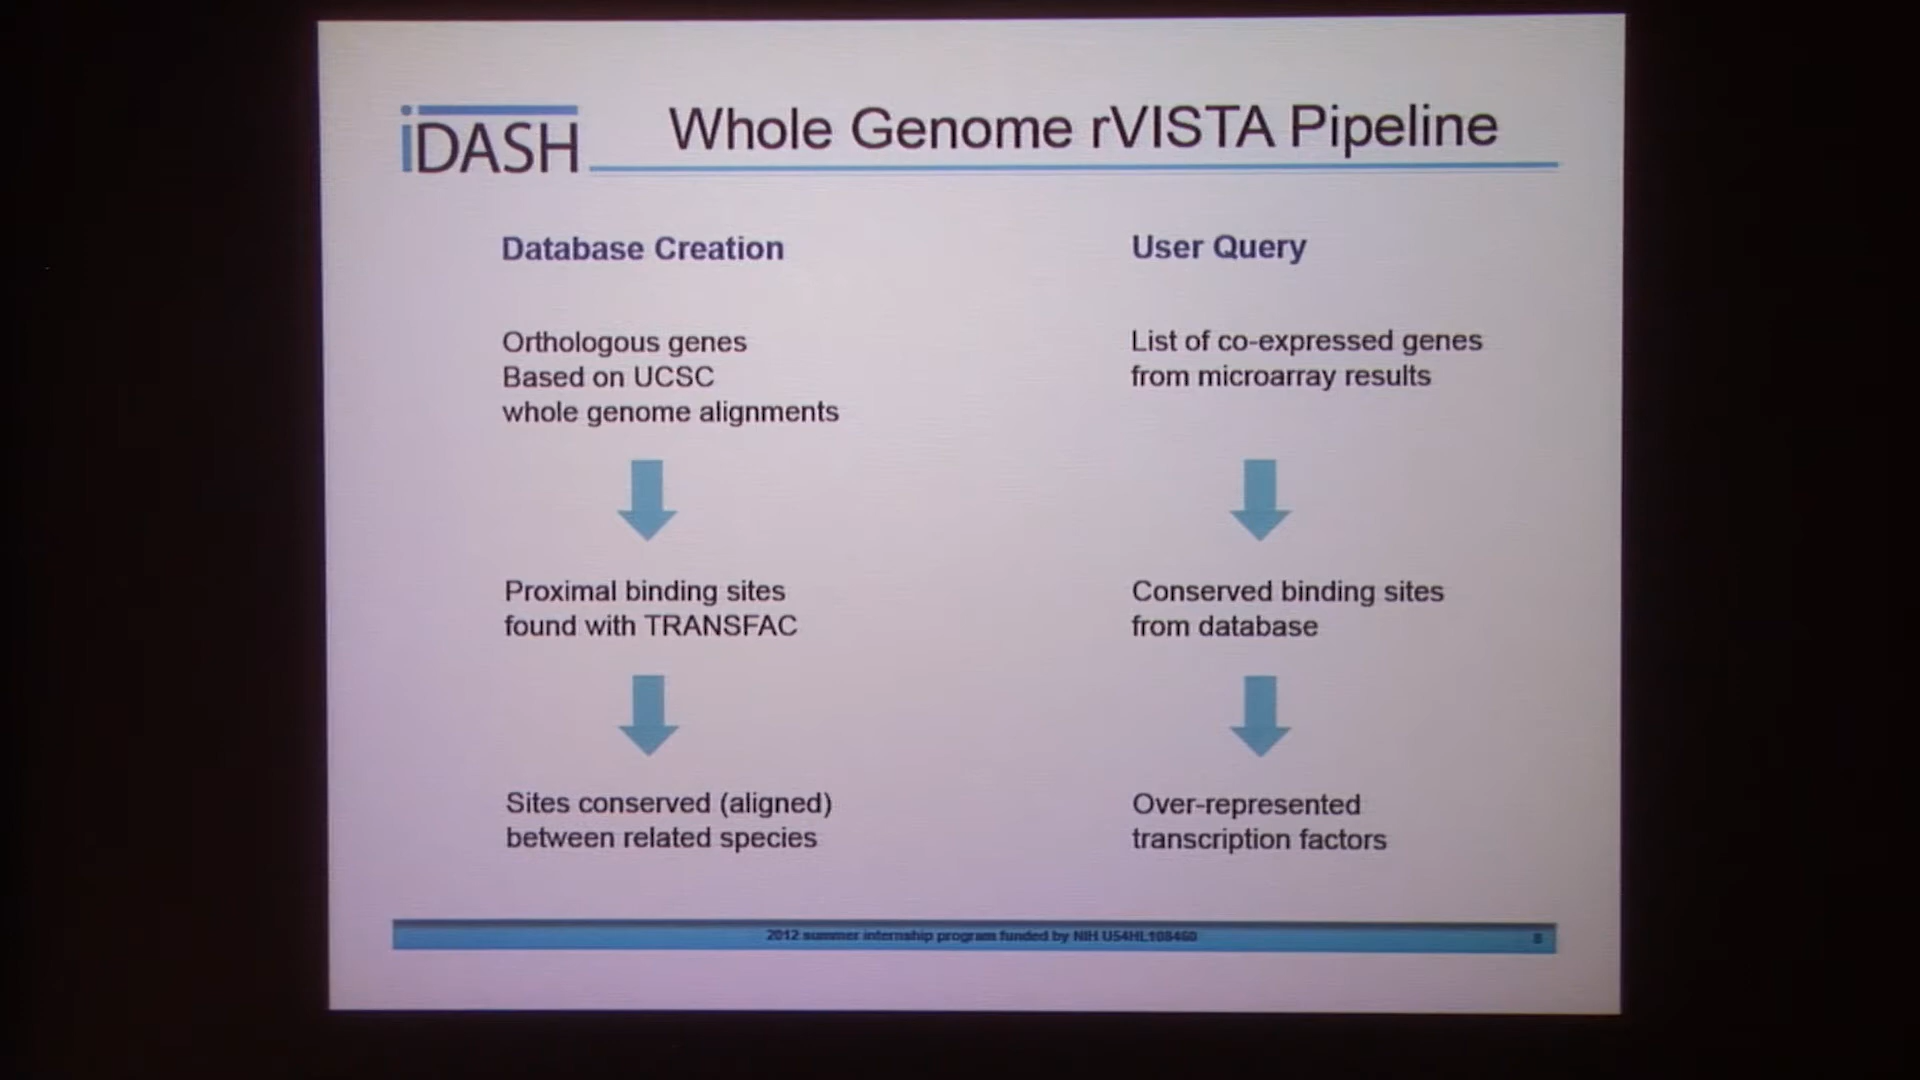 iDASH
Whole Genome rVISTA Pipeline
Database Creation
Orthologous genes
Based on UCSC
whole genome alignments
Proximal binding sites
found with TRANSFAC
Sites conserved (aligned)
between related species
User Query
List of co-expressed genes
from microarray results
Conserved binding sites
from database
Over-represented
transcription factors
2012 summer internship program funded by NIH U54HL108460
8